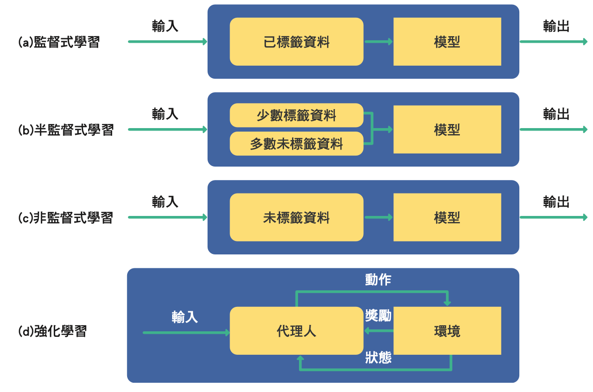 (a)監督式學習
輸入
已標籤資料
模型
輸出
(b)半監督式學習
輸入
少數標籤資料
多數未標籤資料
模型
輸出
(c)非監督式學習
輸入
未標籤資料
模型
輸出
(d)強化學習
輸入
代理人
動作
獎勵
狀態
環境